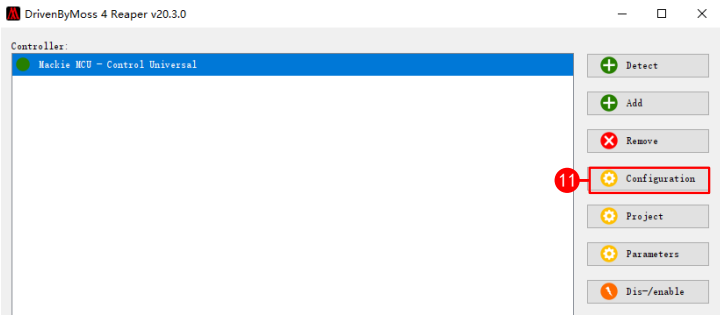 DrivenByMoss 4 Reaper v20.3.0
Controller:
Mackie MCU - Control Universal
Detect
Add
Remove
11
Configuration
Project
Parameters
Dis-/enable